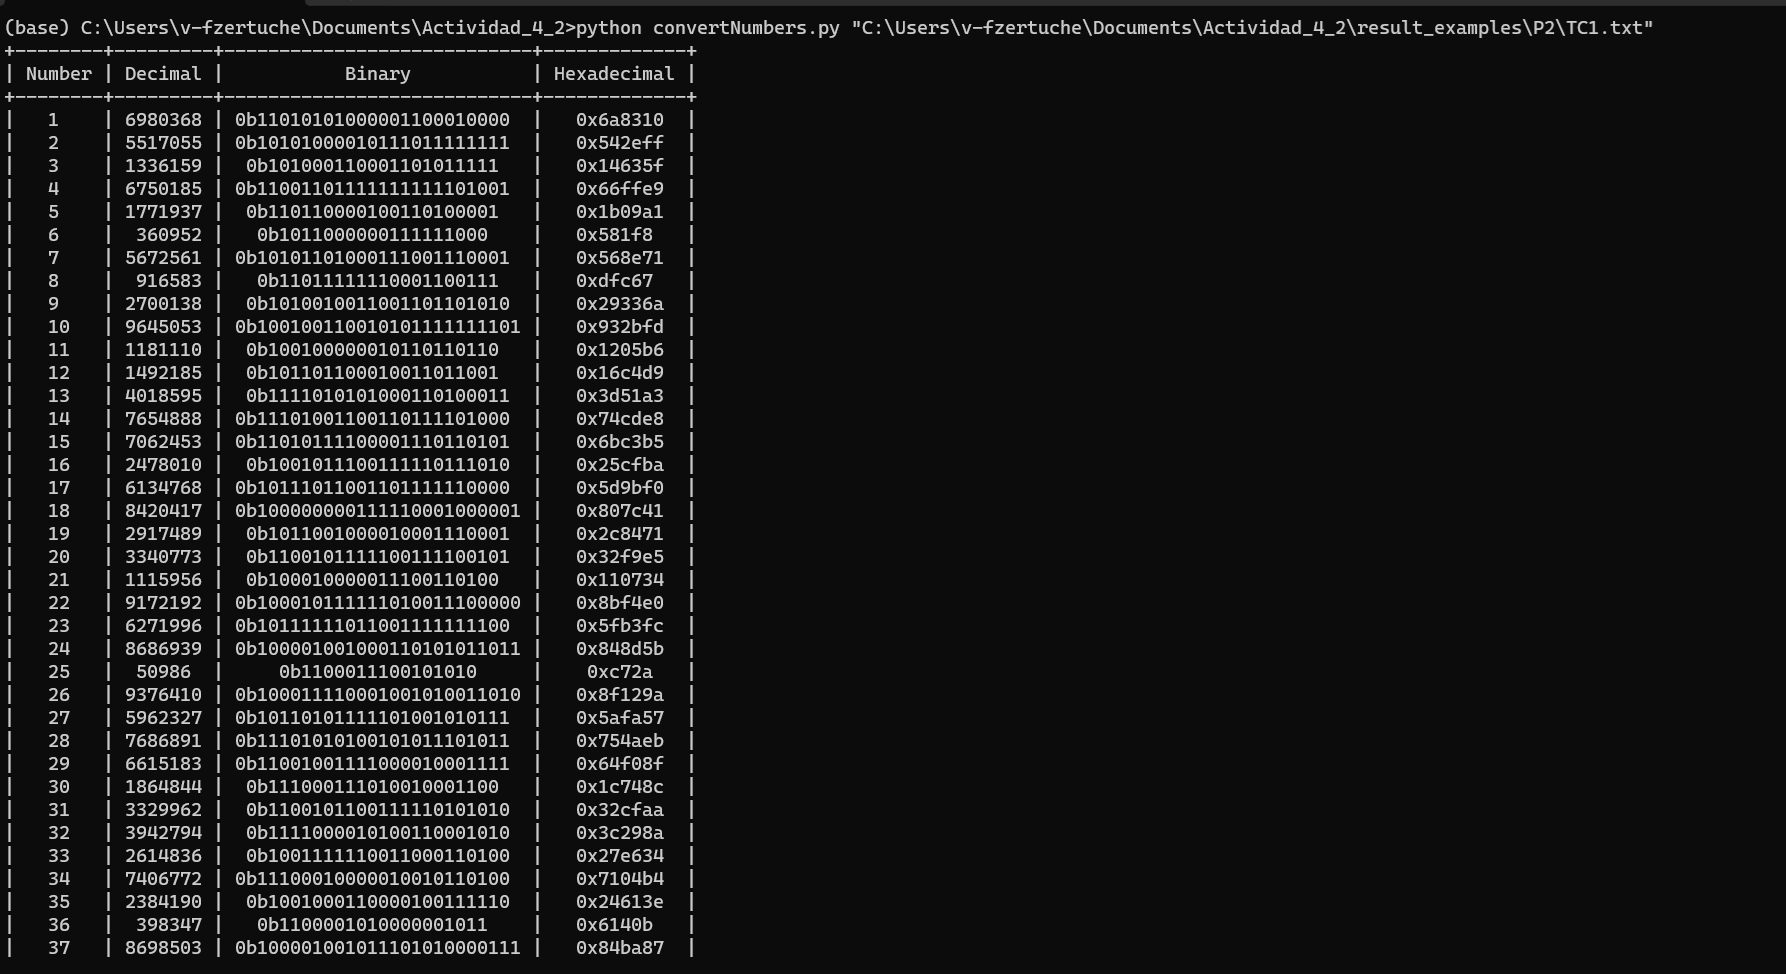 (base) C:\Users\v-fzertuche\Documents\Actividad_4_2>python convertNumbers.py "C:\Users\v-fzertuche\Documents\Actividad_4_2\result_examples\P2\TC1.txt"
+--------+---------+----------------------------+-------------+
| Number | Decimal |           Binary           | Hexadecimal |
+--------+---------+----------------------------+-------------+
|   1    | 6980368 | 0b11010101000001100010000  |   0x6a8310  |
|   2    | 5517055 | 0b10101000010111011111111  |   0x542eff  |
|   3    | 1336159 |  0b101000110001101011111   |   0x14635f  |
|   4    | 6750185 | 0b11001101111111111101001  |   0x66ffe9  |
|   5    | 1771937 |  0b110110000100110100001   |   0x1b09a1  |
|   6    |  360952 |   0b1011000000111111000    |   0x581f8   |
|   7    | 5672561 | 0b10101101000111001110001  |   0x568e71  |
|   8    |  916583 |   0b11011111110001100111   |   0xdfc67   |
|   9    | 2700138 |  0b1010010011001101101010  |   0x29336a  |
|   10   | 9645053 | 0b100100110010101111111101 |   0x932bfd  |
|   11   | 1181110 |  0b100100000010110110110   |   0x1205b6  |
|   12   | 1492185 |  0b101101100010011011001   |   0x16c4d9  |
|   13   | 4018595 |  0b1111010101000110100011  |   0x3d51a3  |
|   14   | 7654888 | 0b11101001100110111101000  |   0x74cde8  |
|   15   | 7062453 | 0b11010111100001110110101  |   0x6bc3b5  |
|   16   | 2478010 |  0b1001011100111110111010  |   0x25cfba  |
|   17   | 6134768 | 0b10111011001101111110000  |   0x5d9bf0  |
|   18   | 8420417 | 0b100000000111110001000001 |   0x807c41  |
|   19   | 2917489 |  0b1011001000010001110001  |   0x2c8471  |
|   20   | 3340773 |  0b1100101111100111100101  |   0x32f9e5  |
|   21   | 1115956 |  0b100010000011100110100   |   0x110734  |
|   22   | 9172192 | 0b100010111111010011100000 |   0x8bf4e0  |
|   23   | 6271996 | 0b10111111011001111111100  |   0x5fb3fc  |
|   24   | 8686939 | 0b100001001000110101011011 |   0x848d5b  |
|   25   |  50986  |     0b1100011100101010     |    0xc72a   |
|   26   | 9376410 | 0b100011110001001010011010 |   0x8f129a  |
|   27   | 5962327 | 0b10110101111101001010111  |   0x5afa57  |
|   28   | 7686891 | 0b11101010100101011101011  |   0x754aeb  |
|   29   | 6615183 | 0b11001001111000010001111  |   0x64f08f  |
|   30   | 1864844 |  0b111000111010010001100   |   0x1c748c  |
|   31   | 3329962 |  0b1100101100111110101010  |   0x32cfaa  |
|   32   | 3942794 |  0b1111000010100110001010  |   0x3c298a  |
|   33   | 2614836 |  0b1001111110011000110100  |   0x27e634  |
|   34   | 7406772 | 0b11100010000010010110100  |   0x7104b4  |
|   35   | 2384190 |  0b1001000110000100111110  |   0x24613e  |
|   36   |  398347 |   0b1100001010000001011    |   0x6140b   |
|   37   | 8698503 | 0b100001001011101010000111 |   0x84ba87  |